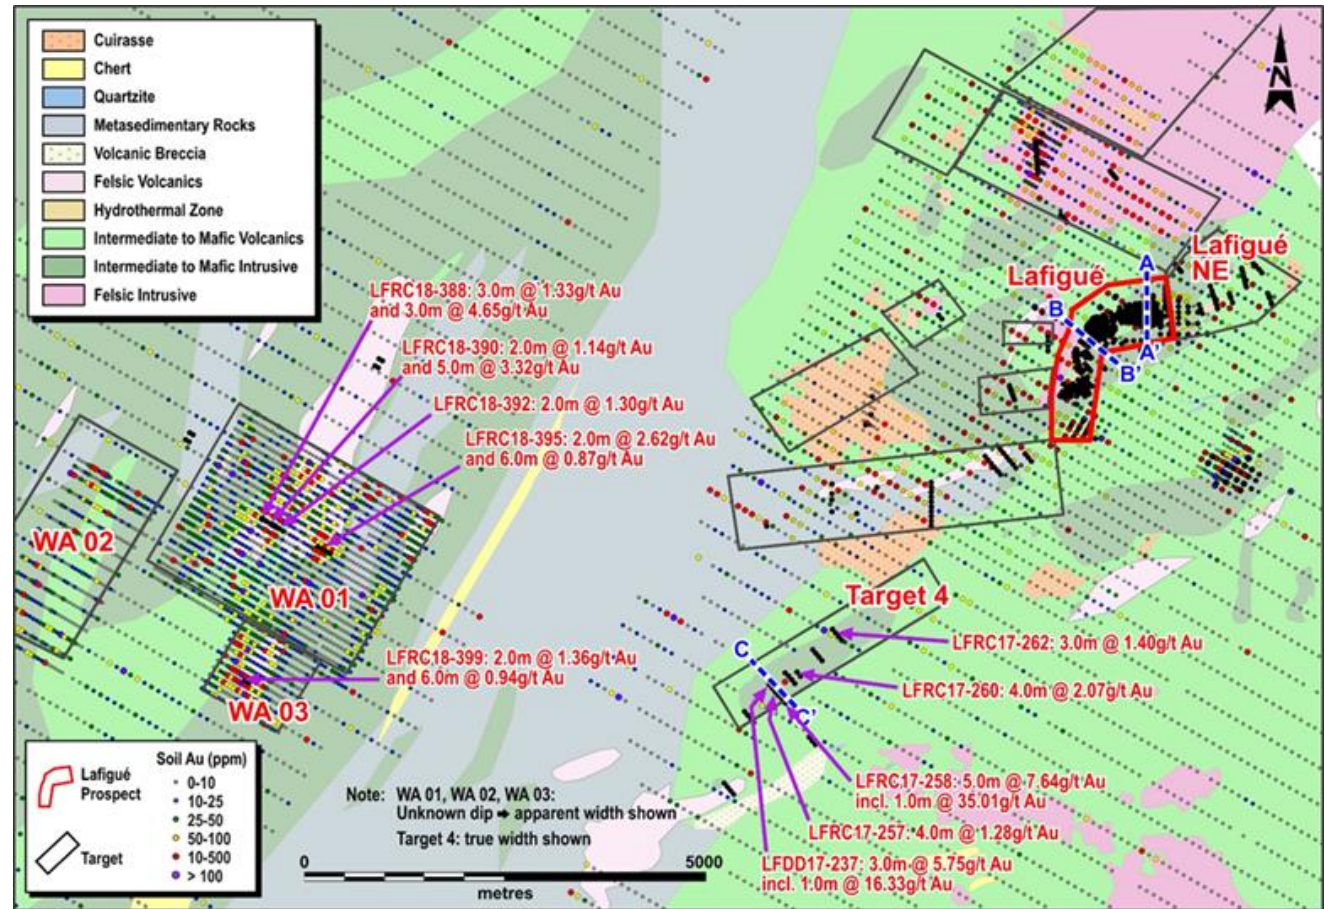 Cuirasse
Chert
Quartzite
Metasedimentary Rocks
Volcanic Breccia
Felsic Volcanics
Hydrothermal Zone
Intermediate to Mafic Volcanics
Intermediate to Mafic Intrusive
Felsic Intrusive
N
Lafigué
NE
Lafigué
A
A'
B
B'
LFRC18-388: 3.0m @ 1.33g/t Au
and 3.0m @ 4.65g/t Au
LFRC18-390: 2.0m @ 1.14g/t Au
and 5.0m @ 3.32g/t Au
LFRC18-392: 2.0m @ 1.30g/t Au
LFRC18-395: 2.0m @ 2.62g/t Au
and 6.0m @ 0.87g/t Au
WA 02
WA 01
WA 03
LFRC18-399: 2.0m @ 1.36g/t Au
and 6.0m @ 0.94g/t Au
Target 4
C
C'
LFRC17-262: 3.0m @ 1.40g/t Au
LFRC17-260: 4.0m @ 2.07g/t Au
LFRC17-258: 5.0m @ 7.64g/t Au
incl. 1.0m @ 35.01g/t Au
LFRC17-257: 4.0m @ 1.28g/t Au
LFDD17-237: 3.0m @ 5.75g/t Au
incl. 1.0m @ 16.33g/t Au
Lafigué
Prospect
Target
Soil Au (ppm)
0-10
10-25
25-50
50-100
10-500
> 100
Note: WA 01, WA 02, WA 03:
Unknown dip ➡ apparent width shown
Target 4: true width shown
0 5000
metres